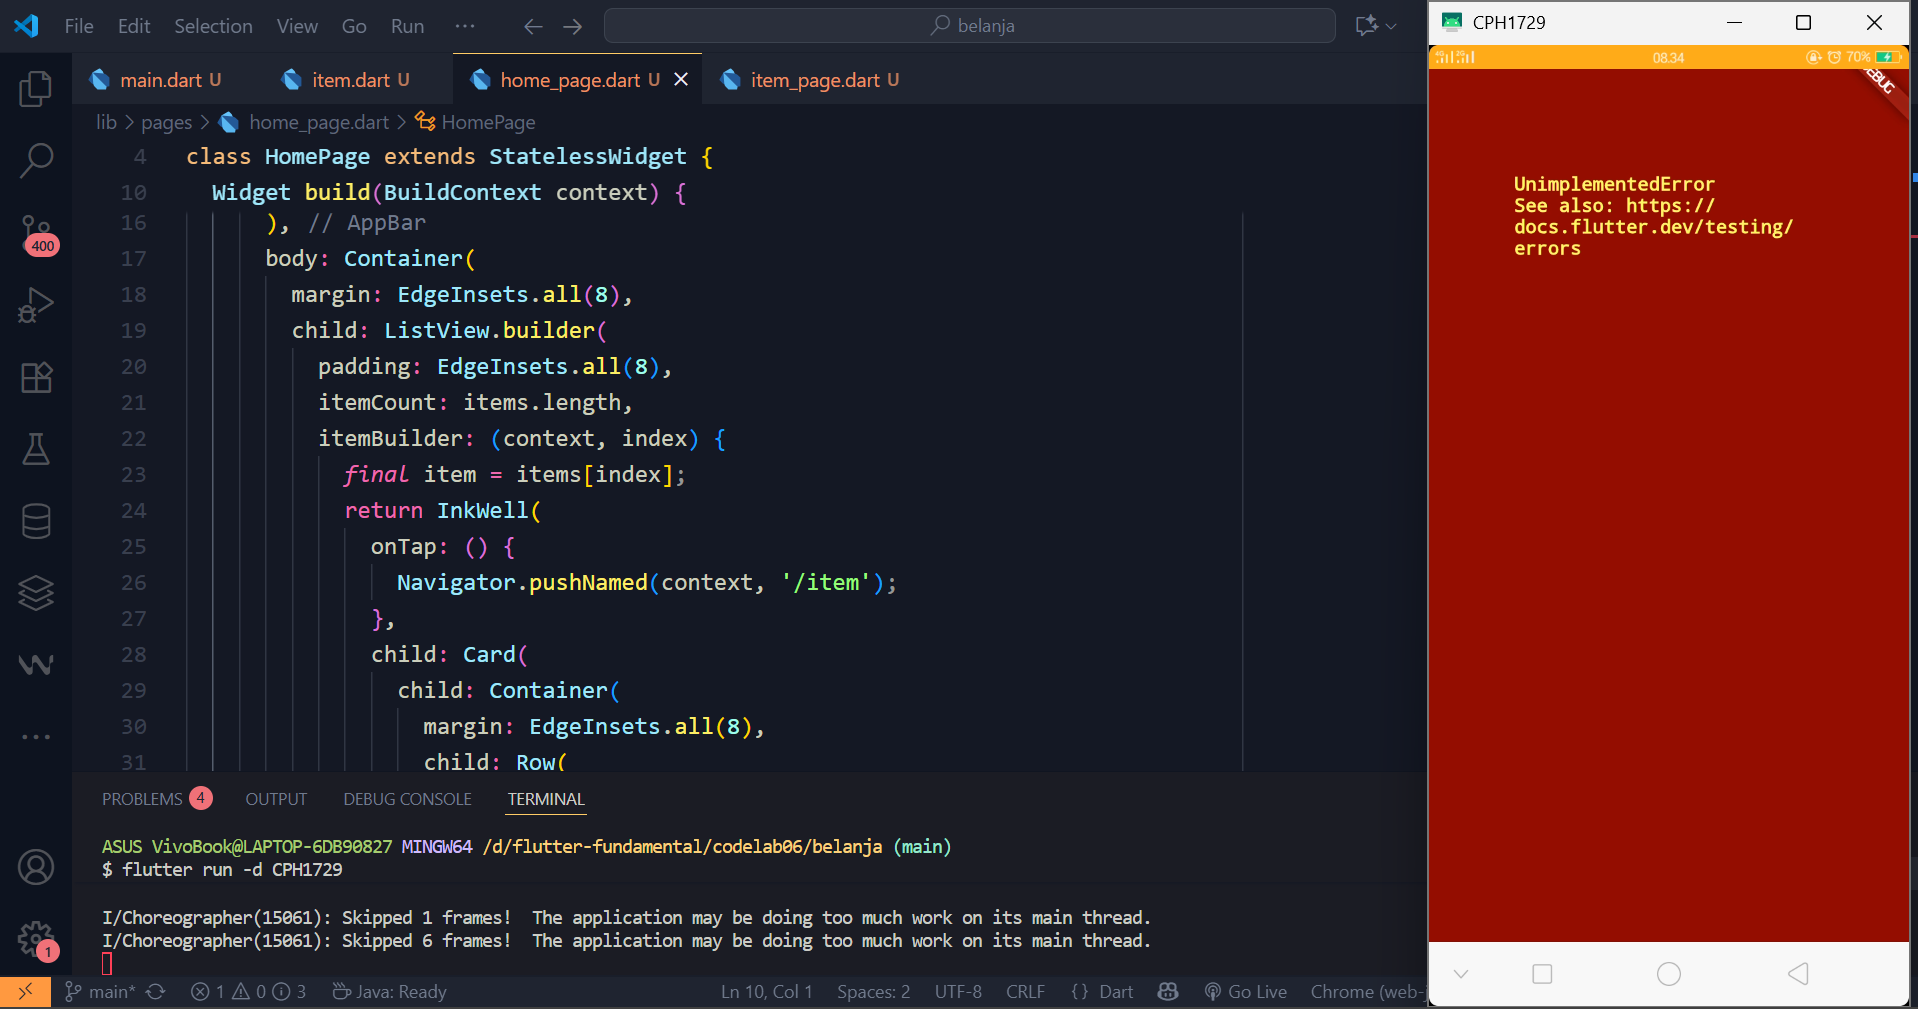 File Edit Selection View Go Run ···
belanja
main.dart U item.dart U home_page.dart U item_page.dart U
lib > pages > home_page.dart > HomePage
4 class HomePage extends StatelessWidget {
10 Widget build(BuildContext context) {
16 ), // AppBar
17 body: Container(
18 margin: EdgeInsets.all(8),
19 child: ListView.builder(
20 padding: EdgeInsets.all(8),
21 itemCount: items.length,
22 itemBuilder: (context, index) {
23 final item = items[index];
24 return InkWell(
25 onTap: () {
26 Navigator.pushNamed(context, '/item');
27 },
28 child: Card(
29 child: Container(
30 margin: EdgeInsets.all(8),
31 child: Row(
400
1
PROBLEMS 4 OUTPUT DEBUG CONSOLE TERMINAL
ASUS VivoBook@LAPTOP-6DB90827 MINGW64 /d/flutter-fundamental/codelab06/belanja (main)
$ flutter run -d CPH1729
I/Choreographer(15061): Skipped 1 frames!  The application may be doing too much work on its main thread.
I/Choreographer(15061): Skipped 6 frames!  The application may be doing too much work on its main thread.
main* 1 0 3 Java: Ready Ln 10, Col 1 Spaces: 2 UTF-8 CRLF {} Dart Go Live Chrome (web-j
CPH1729
08.34 70%
EBUG
UnimplementedError
See also: https://
docs.flutter.dev/testing/
errors